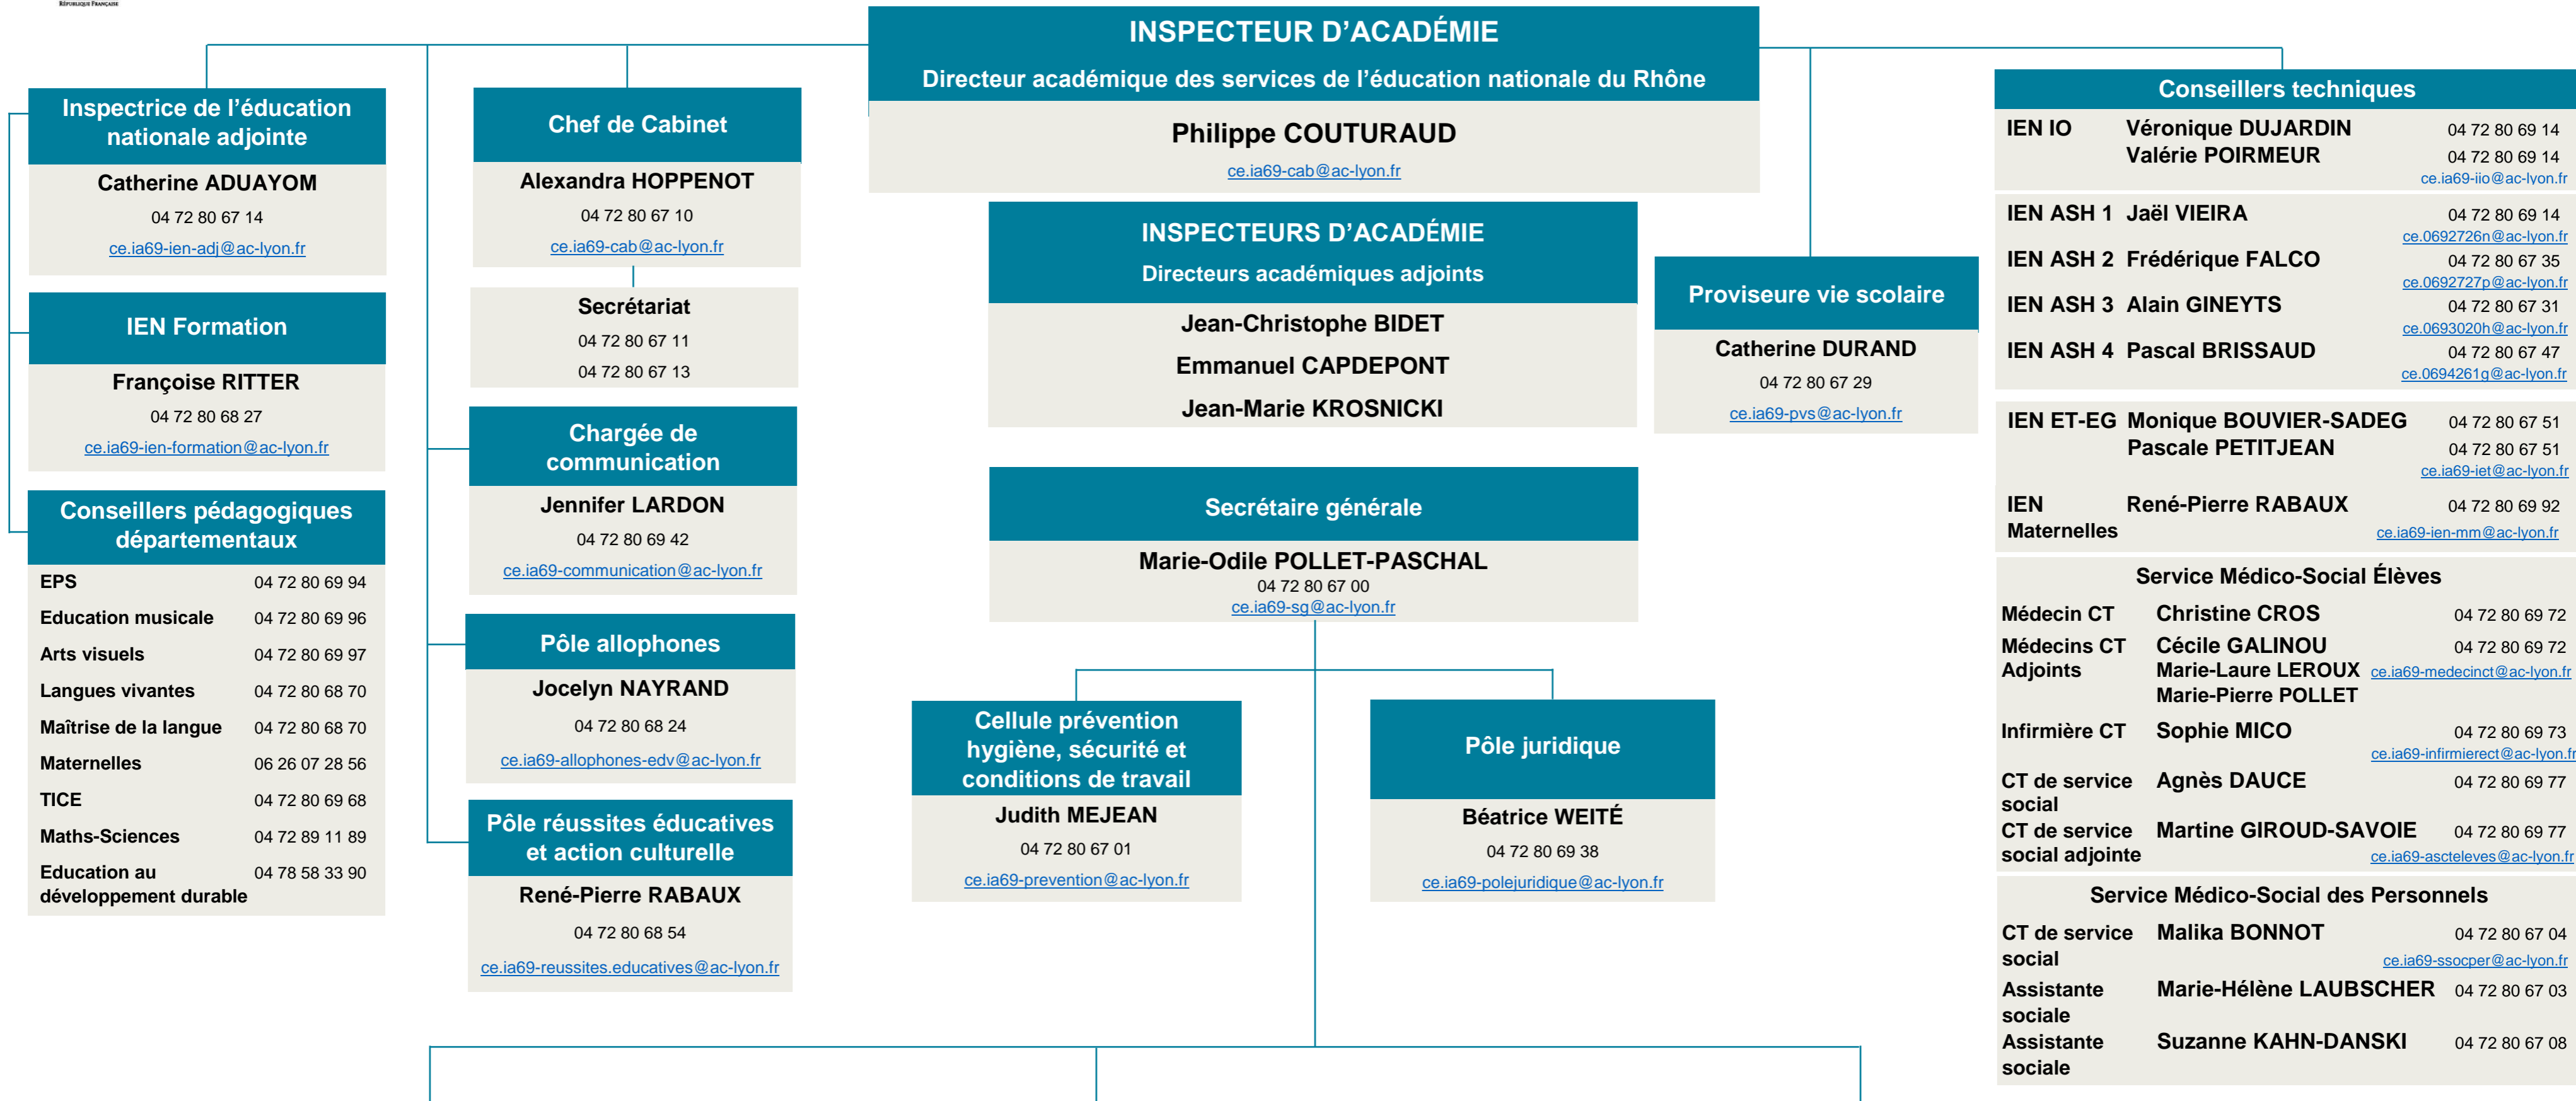 RÉPUBLIQUE FRANÇAISE
INSPECTEUR D'ACADÉMIE
Directeur académique des services de l'éducation nationale du Rhône
Philippe COUTURAUD
ce.ia69-cab@ac-lyon.fr
Inspectrice de l'éducation
nationale adjointe
Catherine ADUAYOM
04 72 80 67 14
ce.ia69-ien-adj@ac-lyon.fr
IEN Formation
Françoise RITTER
04 72 80 68 27
ce.ia69-ien-formation@ac-lyon.fr
Conseillers pédagogiques
départementaux
EPS 04 72 80 69 94
Education musicale 04 72 80 69 96
Arts visuels 04 72 80 69 97
Langues vivantes 04 72 80 68 70
Maîtrise de la langue 04 72 80 68 70
Maternelles 06 26 07 28 56
TICE 04 72 80 69 68
Maths-Sciences 04 72 89 11 89
Education au 04 78 58 33 90
développement durable
Chef de Cabinet
Alexandra HOPPENOT
04 72 80 67 10
ce.ia69-cab@ac-lyon.fr
Secrétariat
04 72 80 67 11
04 72 80 67 13
Chargée de
communication
Jennifer LARDON
04 72 80 69 42
ce.ia69-communication@ac-lyon.fr
Pôle allophones
Jocelyn NAYRAND
04 72 80 68 24
ce.ia69-allophones-edv@ac-lyon.fr
Pôle réussites éducatives
et action culturelle
René-Pierre RABAUX
04 72 80 68 54
ce.ia69-reussites.educatives@ac-lyon.fr
INSPECTEURS D'ACADÉMIE
Directeurs académiques adjoints
Jean-Christophe BIDET
Emmanuel CAPDEPONT
Jean-Marie KROSNICKI
Secrétaire générale
Marie-Odile POLLET-PASCHAL
04 72 80 67 00
ce.ia69-sg@ac-lyon.fr
Cellule prévention
hygiène, sécurité et
conditions de travail
Judith MEJEAN
04 72 80 67 01
ce.ia69-prevention@ac-lyon.fr
Pôle juridique
Béatrice WEITÉ
04 72 80 69 38
ce.ia69-polejuridique@ac-lyon.fr
Proviseure vie scolaire
Catherine DURAND
04 72 80 67 29
ce.ia69-pvs@ac-lyon.fr
Conseillers techniques
IEN IO Véronique DUJARDIN 04 72 80 69 14
Valérie POIRMEUR 04 72 80 69 14
ce.ia69-iio@ac-lyon.fr
IEN ASH 1 Jaël VIEIRA 04 72 80 69 14
ce.0692726n@ac-lyon.fr
IEN ASH 2 Frédérique FALCO 04 72 80 67 35
ce.0692727p@ac-lyon.fr
IEN ASH 3 Alain GINEYTS 04 72 80 67 31
ce.0693020h@ac-lyon.fr
IEN ASH 4 Pascal BRISSAUD 04 72 80 67 47
ce.0694261g@ac-lyon.fr
IEN ET-EG Monique BOUVIER-SADEG 04 72 80 67 51
Pascale PETITJEAN 04 72 80 67 51
ce.ia69-iet@ac-lyon.fr
IEN René-Pierre RABAUX 04 72 80 69 92
Maternelles ce.ia69-ien-mm@ac-lyon.fr
Service Médico-Social Élèves
Médecin CT Christine CROS 04 72 80 69 72
Médecins CT Cécile GALINOU 04 72 80 69 72
Adjoints Marie-Laure LEROUX ce.ia69-medecinct@ac-lyon.fr
Marie-Pierre POLLET
Infirmière CT Sophie MICO 04 72 80 69 73
ce.ia69-infirmierect@ac-lyon.fr
CT de service Agnès DAUCE 04 72 80 69 77
social
CT de service Martine GIROUD-SAVOIE 04 72 80 69 77
social adjointe ce.ia69-ascteleves@ac-lyon.fr
Service Médico-Social des Personnels
CT de service Malika BONNOT 04 72 80 67 04
social ce.ia69-ssocper@ac-lyon.fr
Assistante Marie-Hélène LAUBSCHER 04 72 80 67 03
sociale
Assistante Suzanne KAHN-DANSKI 04 72 80 67 08
sociale